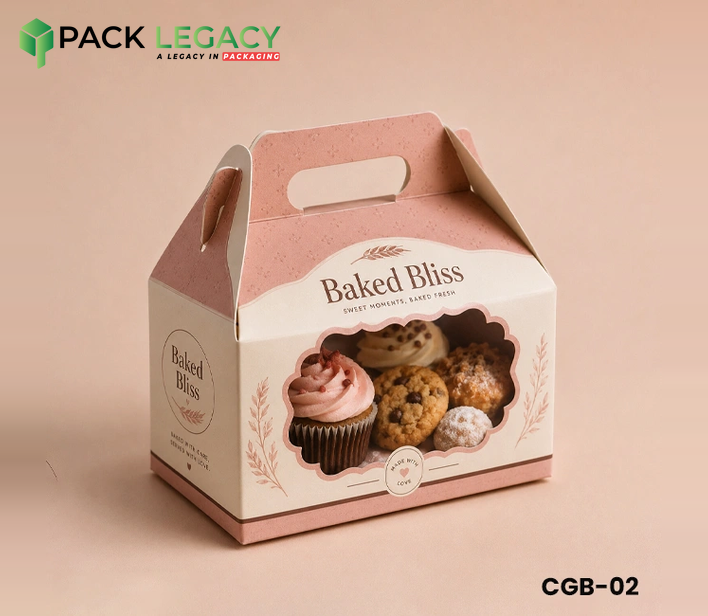 PACK LEGACY
A LEGACY IN PACKAGING
Baked Bliss
SWEET MOMENTS, BAKED FRESH
Baked
Bliss
BAKED WITH CARE,
SERVED WITH LOVE.
MADE WITH
LOVE
CGB-02